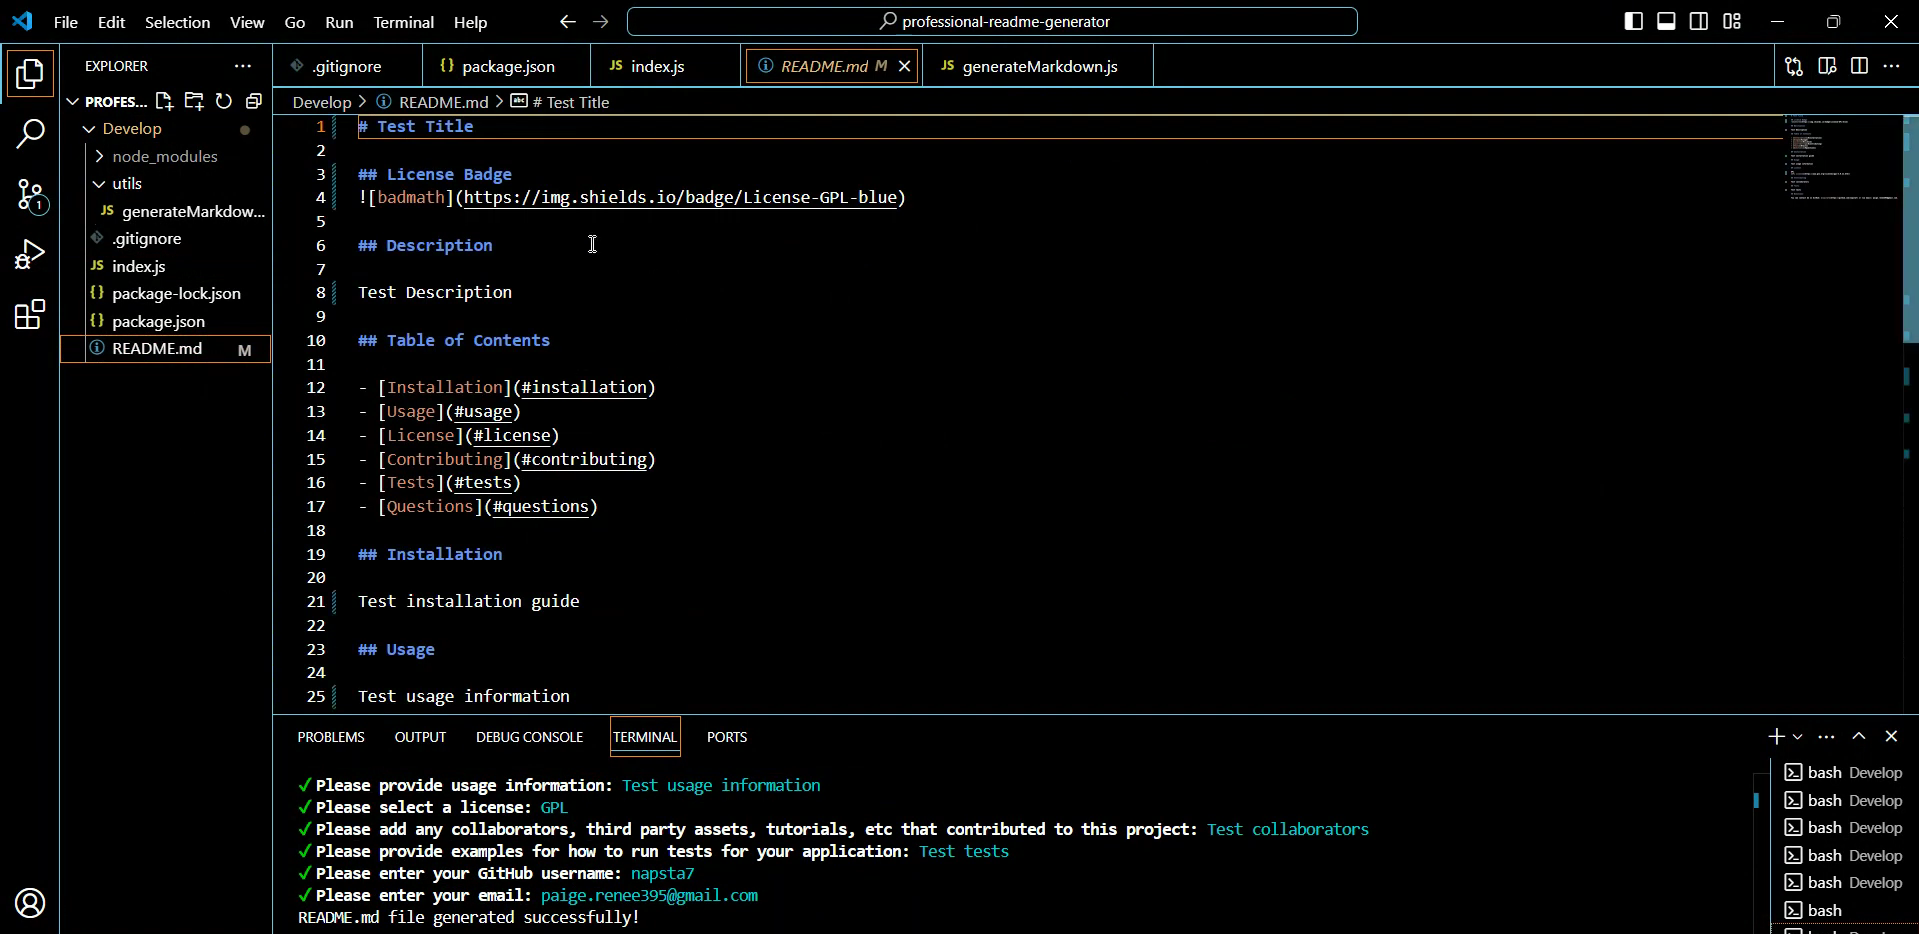 File Edit Selection View Go Run Terminal Help
professional-readme-generator
EXPLORER
.gitignore
{} package.json
JS index.js
README.md M
JS generateMarkdown.js
PROFES...
Develop > README.md > # Test Title
Develop
node_modules
utils
JS generateMarkdow...
.gitignore
JS index.js
{} package-lock.json
{} package.json
README.md M
1
1 # Test Title
2
3 ## License Badge
4 ![badmath](https://img.shields.io/badge/License-GPL-blue)
5
6 ## Description
7
8 Test Description
9
10 ## Table of Contents
11
12 - [Installation](#installation)
13 - [Usage](#usage)
14 - [License](#license)
15 - [Contributing](#contributing)
16 - [Tests](#tests)
17 - [Questions](#questions)
18
19 ## Installation
20
21 Test installation guide
22
23 ## Usage
24
25 Test usage information
PROBLEMS OUTPUT DEBUG CONSOLE TERMINAL PORTS
✓ Please provide usage information: Test usage information
✓ Please select a license: GPL
✓ Please add any collaborators, third party assets, tutorials, etc that contributed to this project: Test collaborators
✓ Please provide examples for how to run tests for your application: Test tests
✓ Please enter your GitHub username: napsta7
✓ Please enter your email: paige.renee395@gmail.com
README.md file generated successfully!
bash Develop
bash Develop
bash Develop
bash Develop
bash Develop
bash